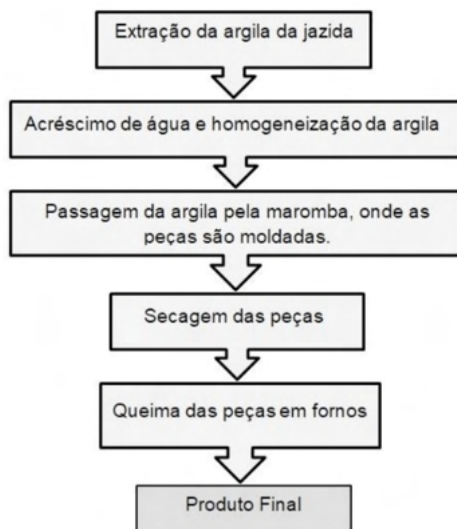 Extração da argila da jazida
Acréscimo de água e homogeneização da argila
Passagem da argila pela maromba, onde as
peças são moldadas.
Secagem das peças
Queima das peças em fornos
Produto Final